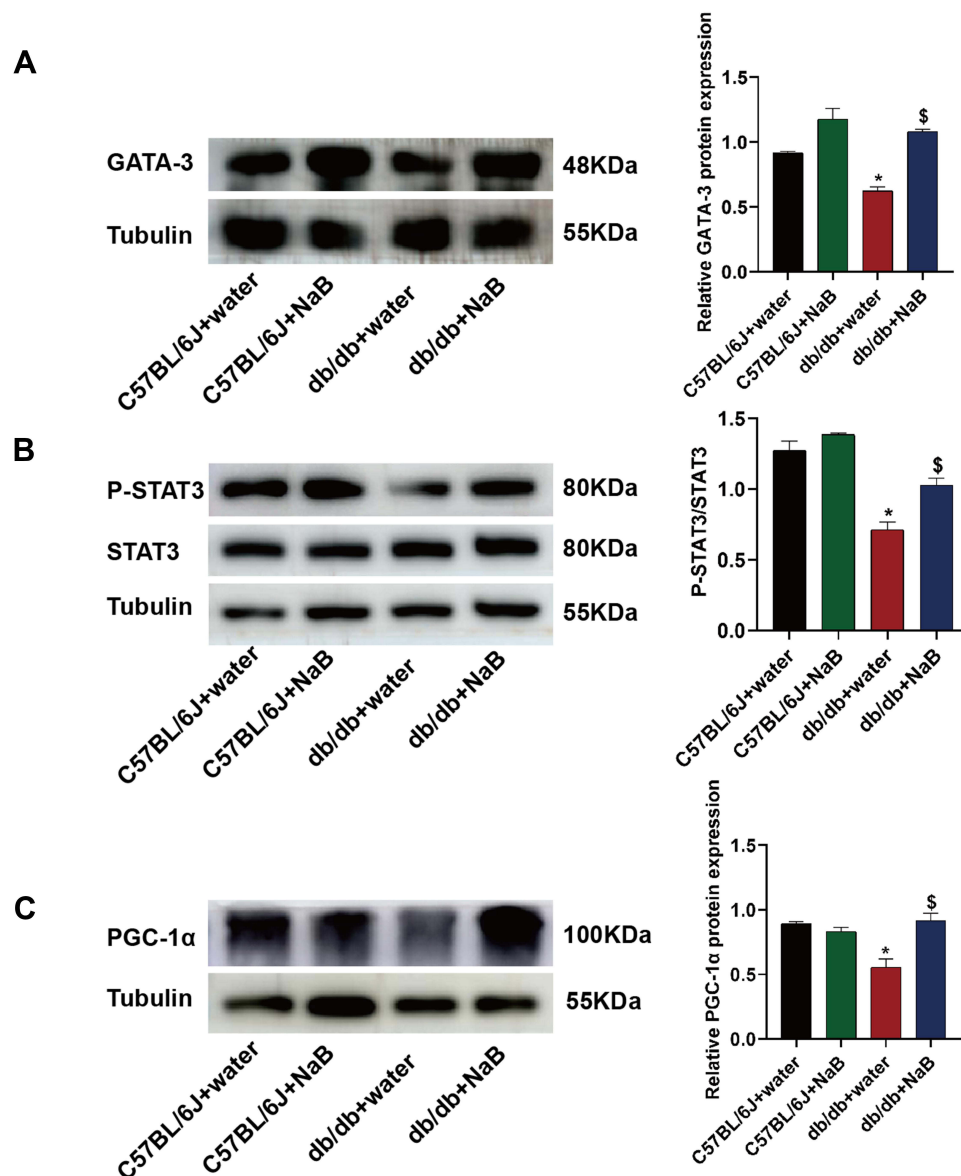 A
GATA-3
48KDa
Tubulin
55KDa
C57BL/6J+water
C57BL/6J+NaB
db/db+water
db/db+NaB
Relative GATA-3 protein expression
1.5
1.0
0.5
0.0
*
$
C57BL/6J+water
C57BL/6J+NaB
db/db+water
db/db+NaB
B
P-STAT3
80KDa
STAT3
80KDa
Tubulin
55KDa
C57BL/6J+water
C57BL/6J+NaB
db/db+water
db/db+NaB
P-STAT3/STAT3
1.5
1.0
0.5
0.0
*
$
C57BL/6J+water
C57BL/6J+NaB
db/db+water
db/db+NaB
C
PGC-1α
100KDa
Tubulin
55KDa
C57BL/6J+water
C57BL/6J+NaB
db/db+water
db/db+NaB
Relative PGC-1α protein expression
1.5
1.0
0.5
0.0
*
$
C57BL/6J+water
C57BL/6J+NaB
db/db+water
db/db+NaB